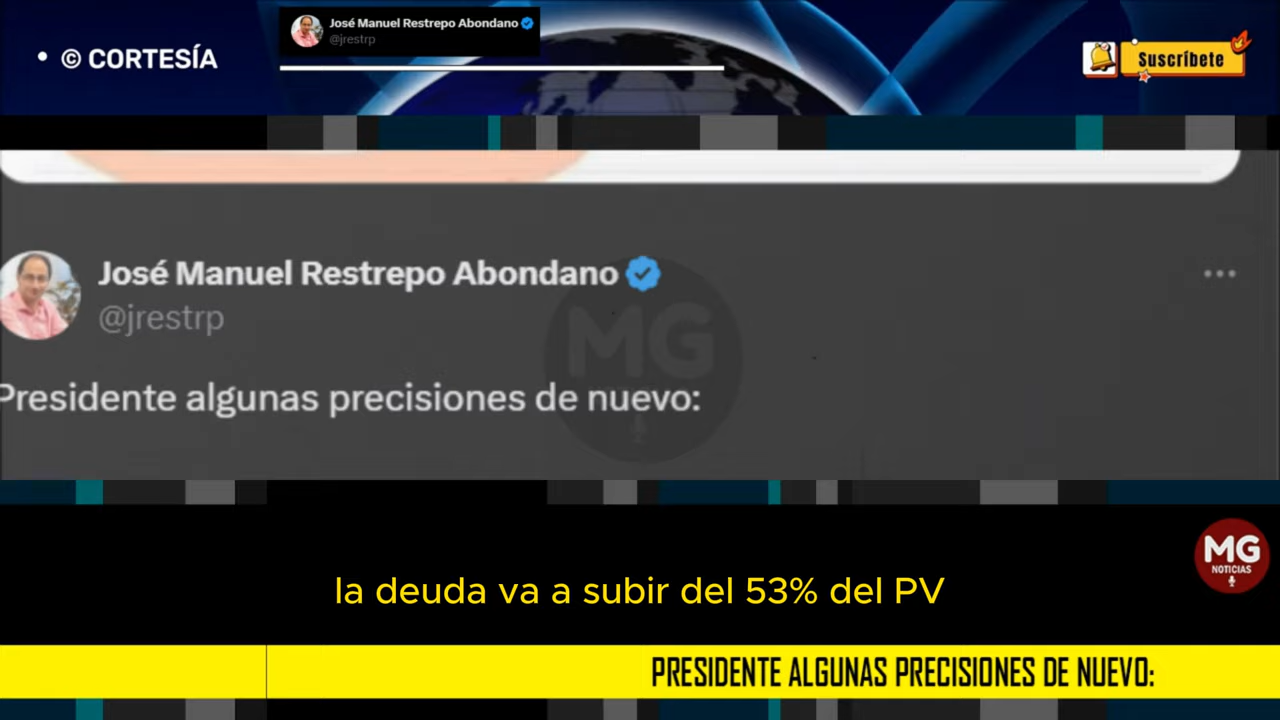 • © CORTESÍA
José Manuel Restrepo Abondano
@jrestrp
Suscríbete
José Manuel Restrepo Abondano
@jrestrp
MG
Presidente algunas precisiones de nuevo:
MG
NOTICIAS
la deuda va a subir del 53% del PV
PRESIDENTE ALGUNAS PRECISIONES DE NUEVO: